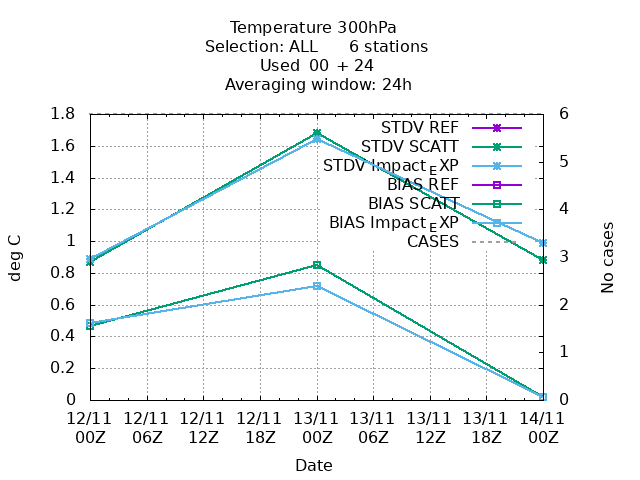 Temperature 300hPa
Selection: ALL 6 stations
Used 00 + 24
Averaging window: 24h
STDV REF
STDV SCATT
STDV Impact_EXP
BIAS REF
BIAS SCATT
BIAS Impact_EXP
CASES
1.8
1.6
1.4
1.2
1
0.8
0.6
0.4
0.2
0
deg C
6
5
4
3
2
1
0
No cases
12/11 12/11 12/11 12/11 13/11 13/11 13/11 13/11 14/11
00Z 06Z 12Z 18Z 00Z 06Z 12Z 18Z 00Z
Date